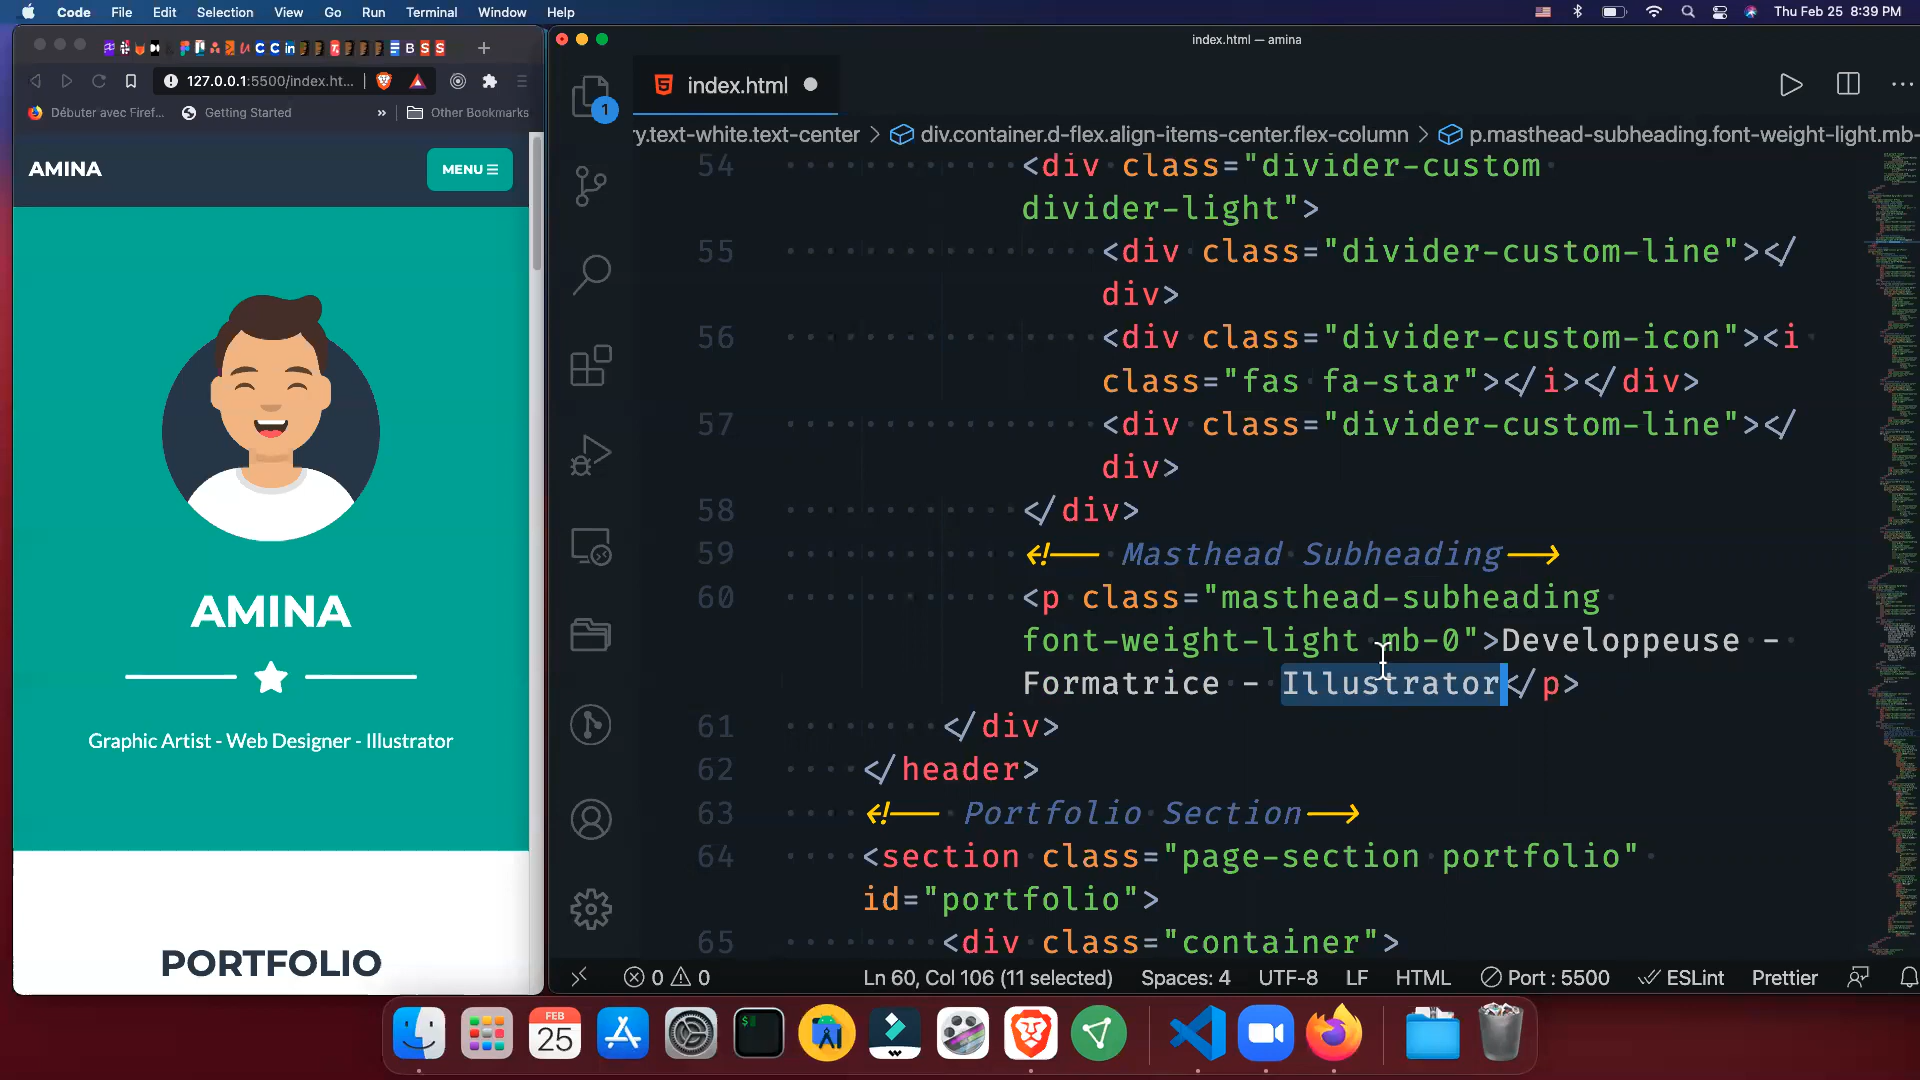 Code File Edit Selection View Go Run Terminal Window Help
Thu Feb 25 8:39 PM
127.0.0.1:5500/index.ht...
Débuter avec Firef... Getting Started » Other Bookmarks
AMINA
MENU
AMINA
Graphic Artist - Web Designer - Illustrator
PORTFOLIO
index.html — amina
index.html
1
ry.text-white.text-center > div.container.d-flex.align-items-center.flex-column > p.masthead-subheading.font-weight-light.mb-
54 <div class="divider-custom
divider-light">
55 <div class="divider-custom-line"></
div>
56 <div class="divider-custom-icon"><i
class="fas fa-star"></i></div>
57 <div class="divider-custom-line"></
div>
58 </div>
59 <!-- Masthead Subheading-->
60 <p class="masthead-subheading
font-weight-light mb-0">Developpeuse -
Formatrice - Illustrator</p>
61 </div>
62 </header>
63 <!-- Portfolio Section-->
64 <section class="page-section portfolio"
id="portfolio">
65 <div class="container">
0 0 Ln 60, Col 106 (11 selected) Spaces: 4 UTF-8 LF HTML Port : 5500 ESLint Prettier
FEB
25